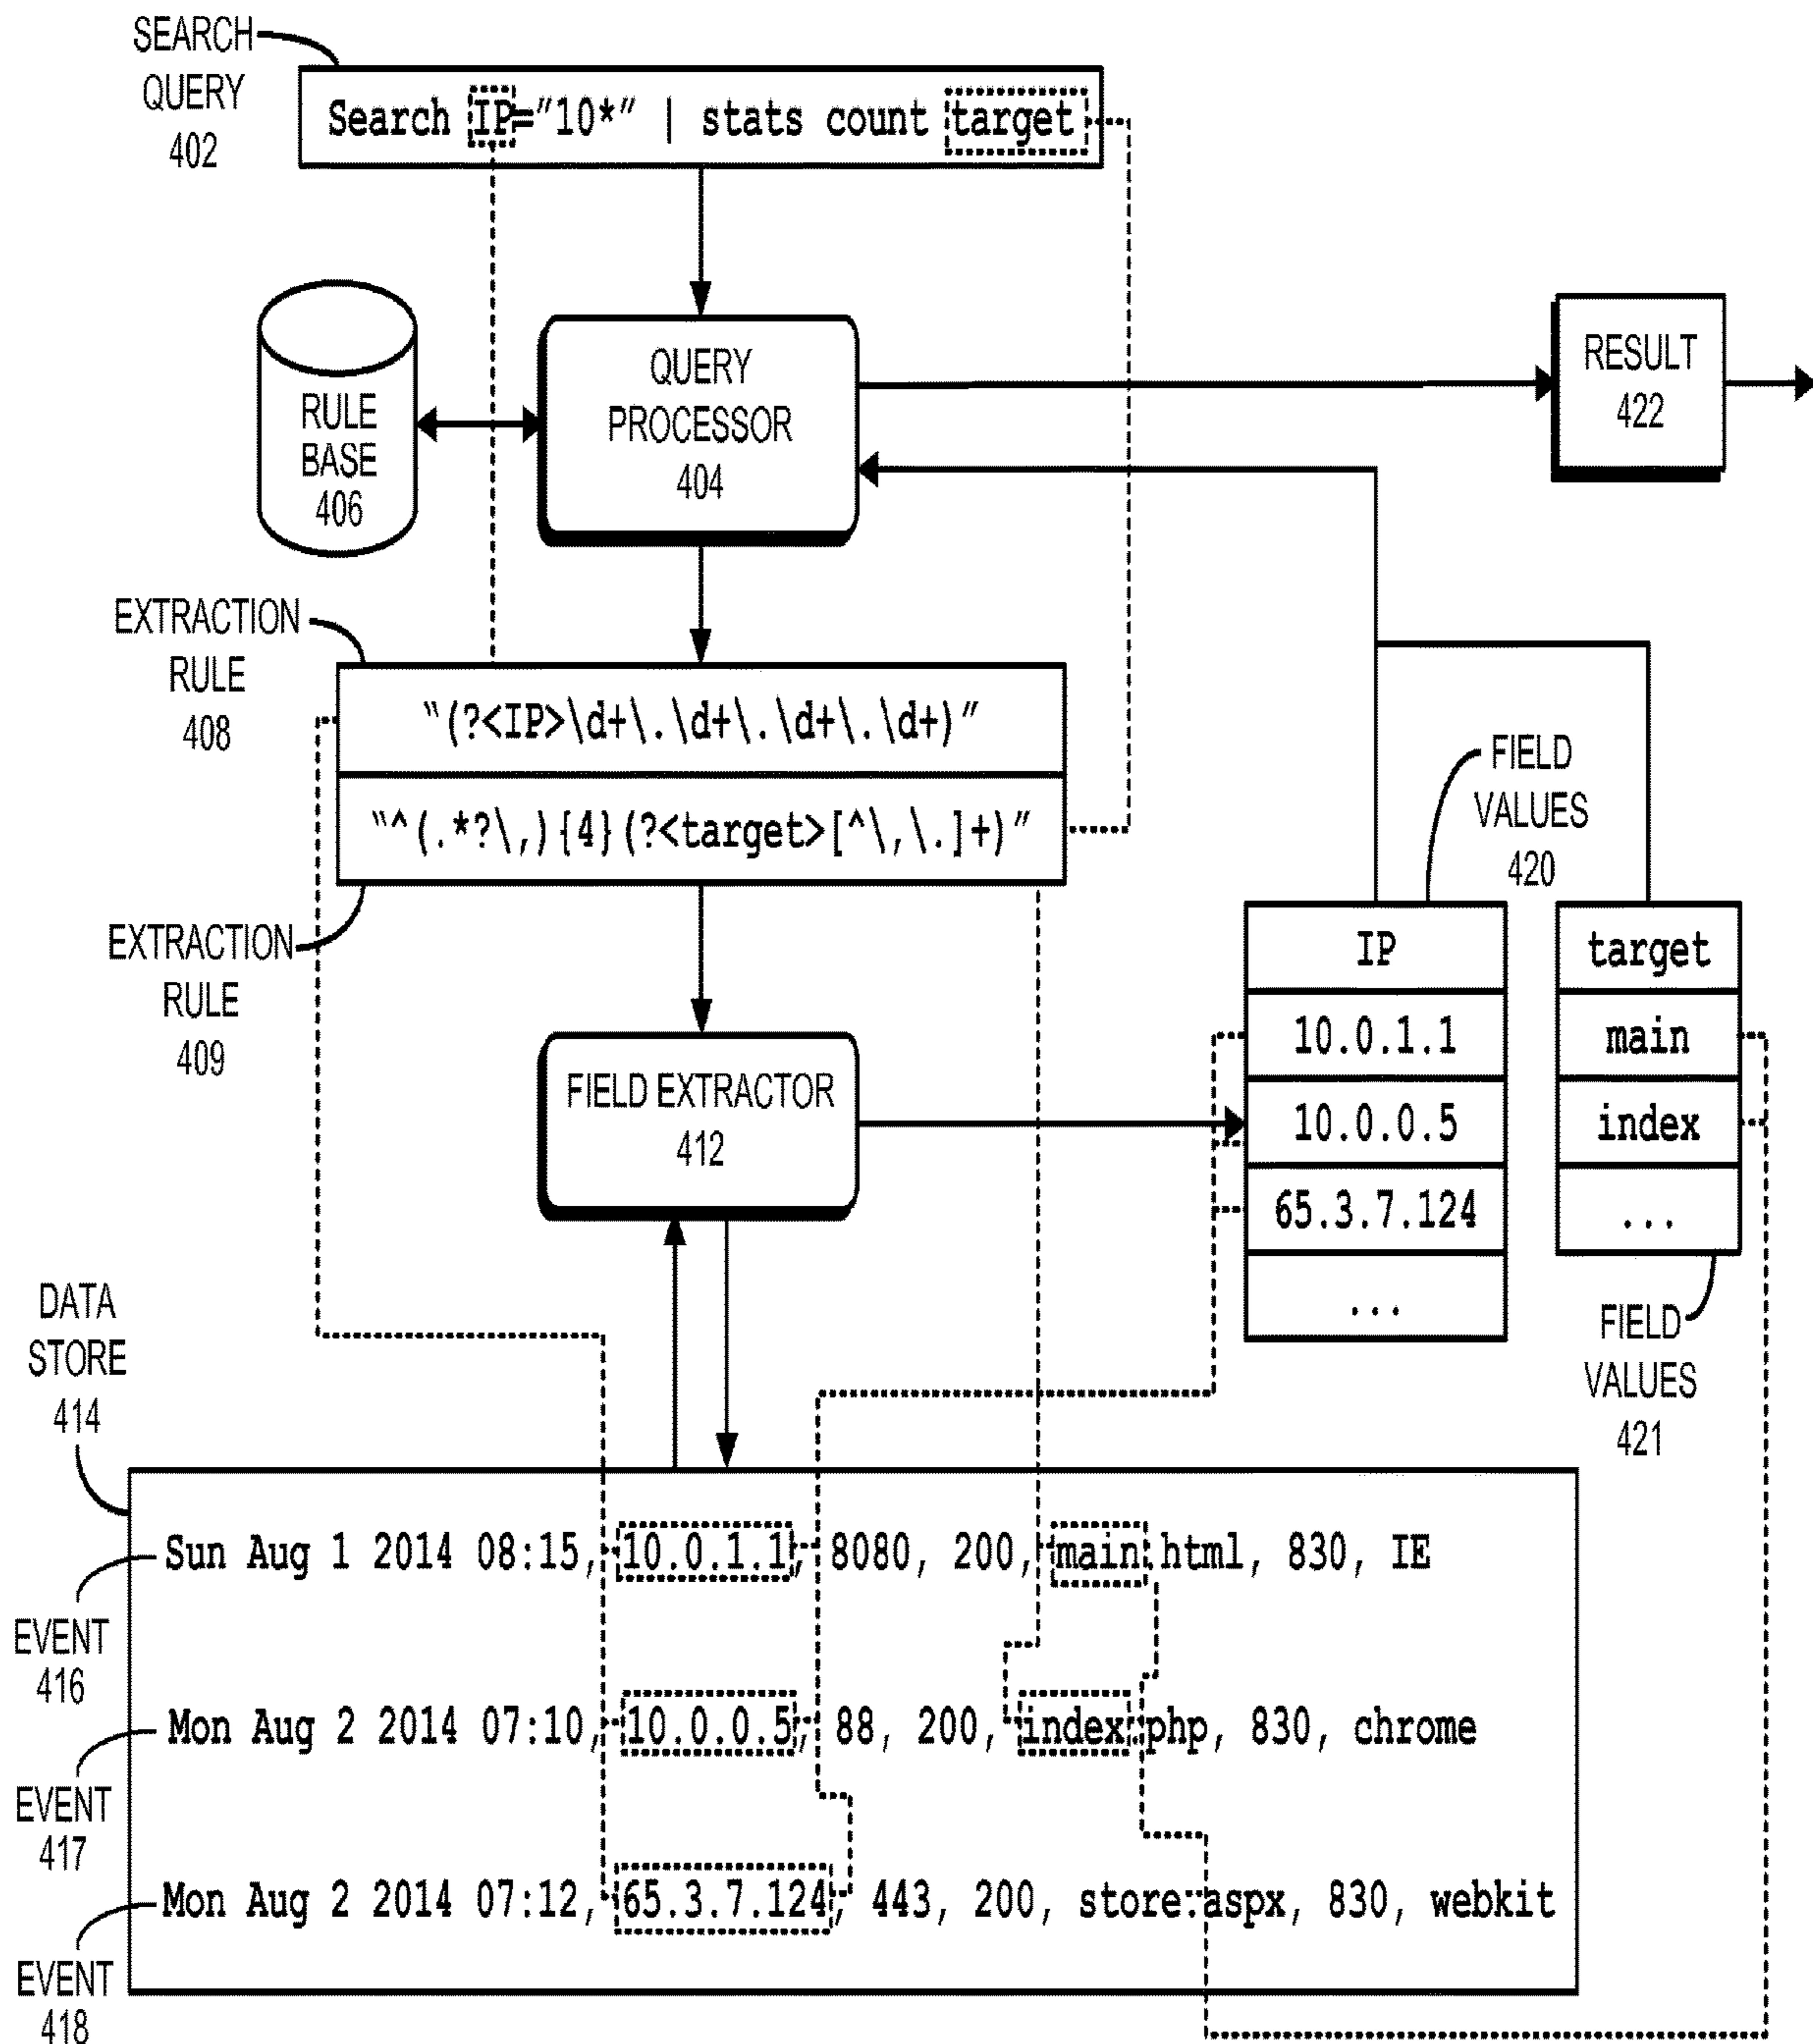 SEARCH
QUERY
402
Search IP="10*" | stats count target
RULE
BASE
406
QUERY
PROCESSOR
404
RESULT
422
EXTRACTION
RULE
408
"(?<IP>\d+\.\d+\.\d+\.\d+)"
"^(.*?\,){4}(?<target>[^\,\.]+)"
EXTRACTION
RULE
409
FIELD
VALUES
420
FIELD EXTRACTOR
412
IP
10.0.1.1
10.0.0.5
65.3.7.124
...
target
main
index
...
FIELD
VALUES
421
DATA
STORE
414
Sun Aug 1 2014 08:15, 10.0.1.1, 8080, 200, main.html, 830, IE
EVENT
416
Mon Aug 2 2014 07:10, 10.0.0.5, 88, 200, index.php, 830, chrome
EVENT
417
Mon Aug 2 2014 07:12, 65.3.7.124, 443, 200, store.aspx, 830, webkit
EVENT
418